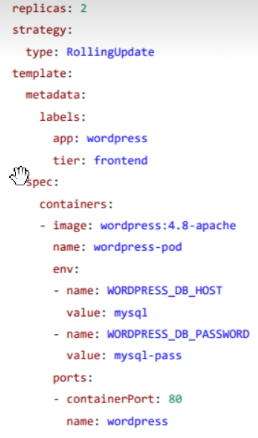 replicas: 2
strategy:
  type: RollingUpdate
template:
  metadata:
    labels:
      app: wordpress
      tier: frontend
  spec:
    containers:
    - image: wordpress:4.8-apache
      name: wordpress-pod
      env:
      - name: WORDPRESS_DB_HOST
        value: mysql
      - name: WORDPRESS_DB_PASSWORD
        value: mysql-pass
      ports:
      - containerPort: 80
        name: wordpress